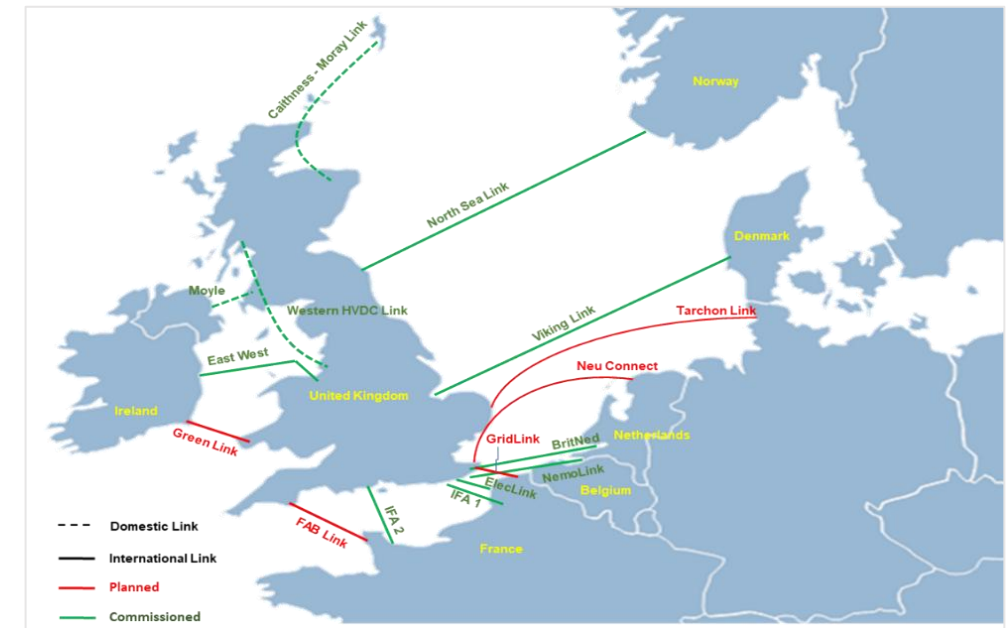 Caithness - Moray Link
Norway
North Sea Link
Denmark
Moyle
Western HVDC Link
Tarchon Link
Viking Link
East West
Neu Connect
United Kingdom
Ireland
Green Link
GridLink
BritNed
Netherlands
NemoLink
ElecLink
Belgium
IFA 1
IFA 2
FAB Link
France
Domestic Link
International Link
Planned
Commissioned